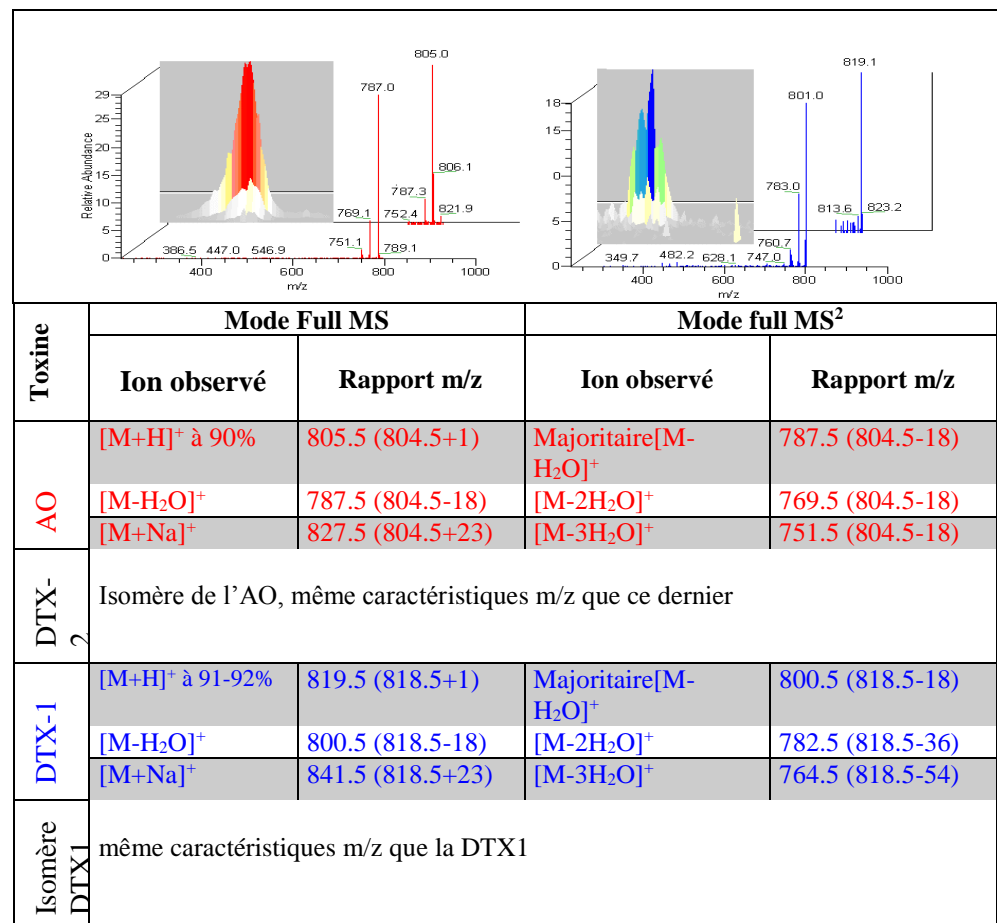 805.0
787.0
806.1
787.3
752.4
821.9
769.1
751.1
789.1
386.5 447.0 546.9
29
25
20
15
10
5
0
Relative Abundance
400 600 800 1000
m/z
819.1
801.0
783.0
813.6 823.2
760.7
349.7 482.2 628.1 747.0
18
15
0
5
0
400 600 800 1000
m/z
Toxine
Mode Full MS
Mode full MS²
Ion observé
Rapport m/z
Ion observé
Rapport m/z
AO
[M+H]⁺ à 90%
805.5 (804.5+1)
Majoritaire[M-
H₂O]⁺
787.5 (804.5-18)
[M-H₂O]⁺
787.5 (804.5-18)
[M-2H₂O]⁺
769.5 (804.5-18)
[M+Na]⁺
827.5 (804.5+23)
[M-3H₂O]⁺
751.5 (804.5-18)
DTX-
2
Isomère de l’AO, même caractéristiques m/z que ce dernier
DTX-1
[M+H]⁺ à 91-92%
819.5 (818.5+1)
Majoritaire[M-
H₂O]⁺
800.5 (818.5-18)
[M-H₂O]⁺
800.5 (818.5-18)
[M-2H₂O]⁺
782.5 (818.5-36)
[M+Na]⁺
841.5 (818.5+23)
[M-3H₂O]⁺
764.5 (818.5-54)
Isomère
DTX1
même caractéristiques m/z que la DTX1